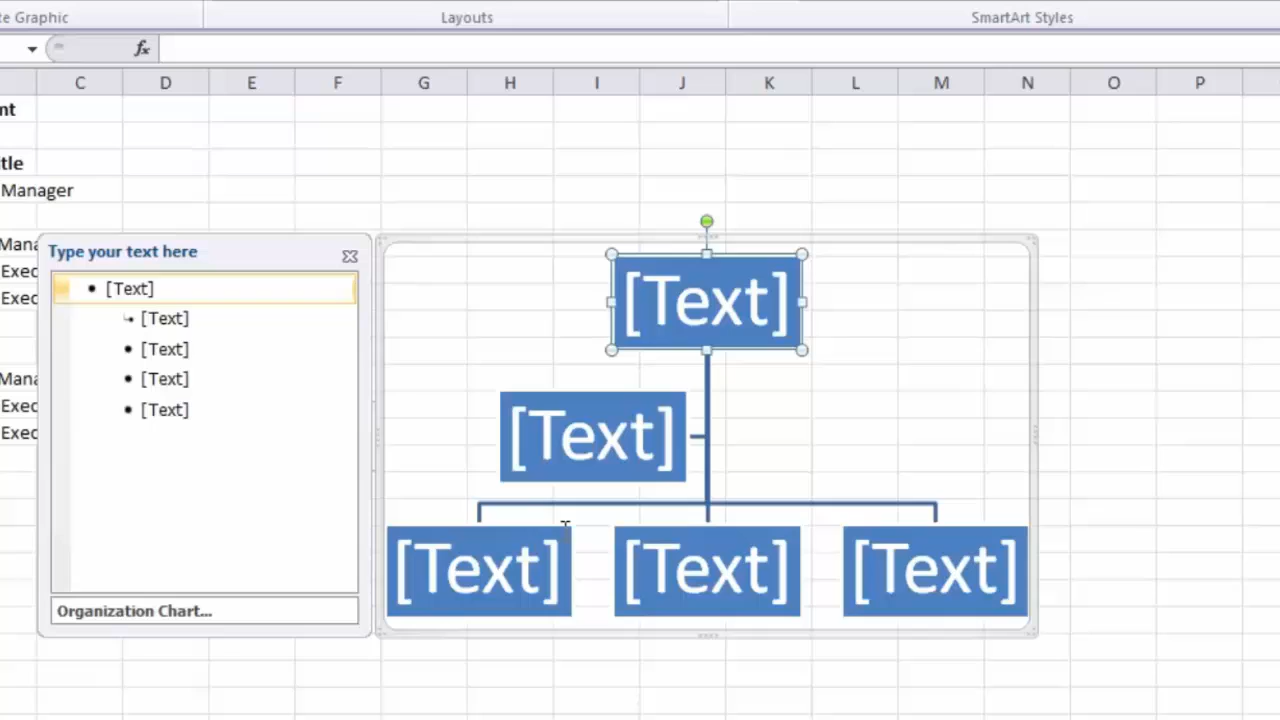 te Graphic
Layouts
SmartArt Styles
fx
C D E F G H I J K L M N O P
nt
tle
Manager
Mana
Exec
Exec
Mana
Exec
Exec
Type your text here
[Text]
[Text]
[Text]
[Text]
[Text]
Organization Chart...
[Text]
[Text]
[Text] [Text] [Text]